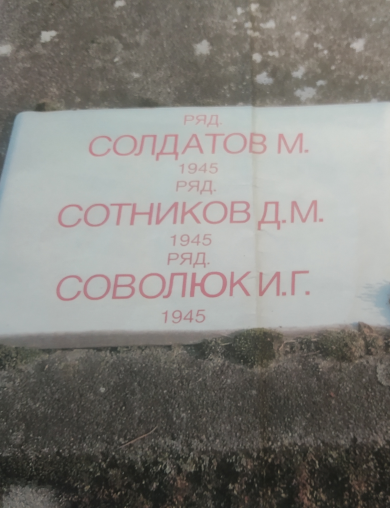 РЯД.
СОЛДАТОВ М.
1945
РЯД.
СОТНИКОВ Д.М.
1945
РЯД.
СОВОЛЮК И.Г.
1945